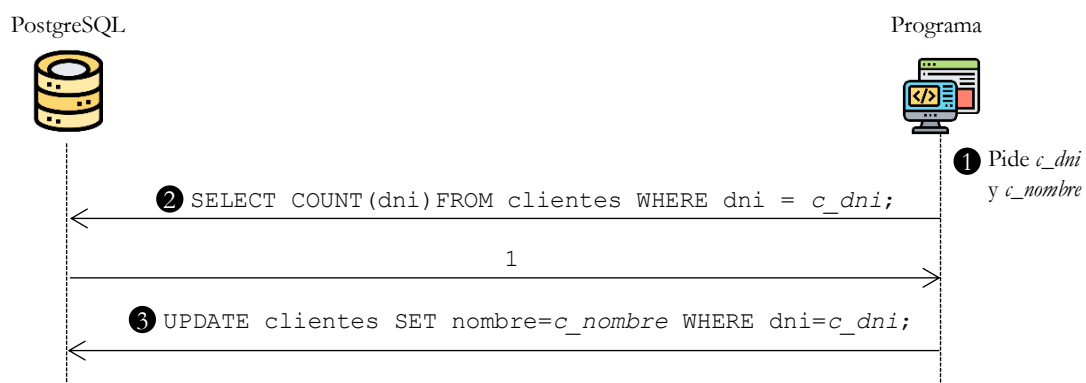 PostgreSQL
Programa
</>
1 Pide c_dni
y c_nombre
2 SELECT COUNT(dni)FROM clientes WHERE dni = c_dni;
1
3 UPDATE clientes SET nombre=c_nombre WHERE dni=c_dni;